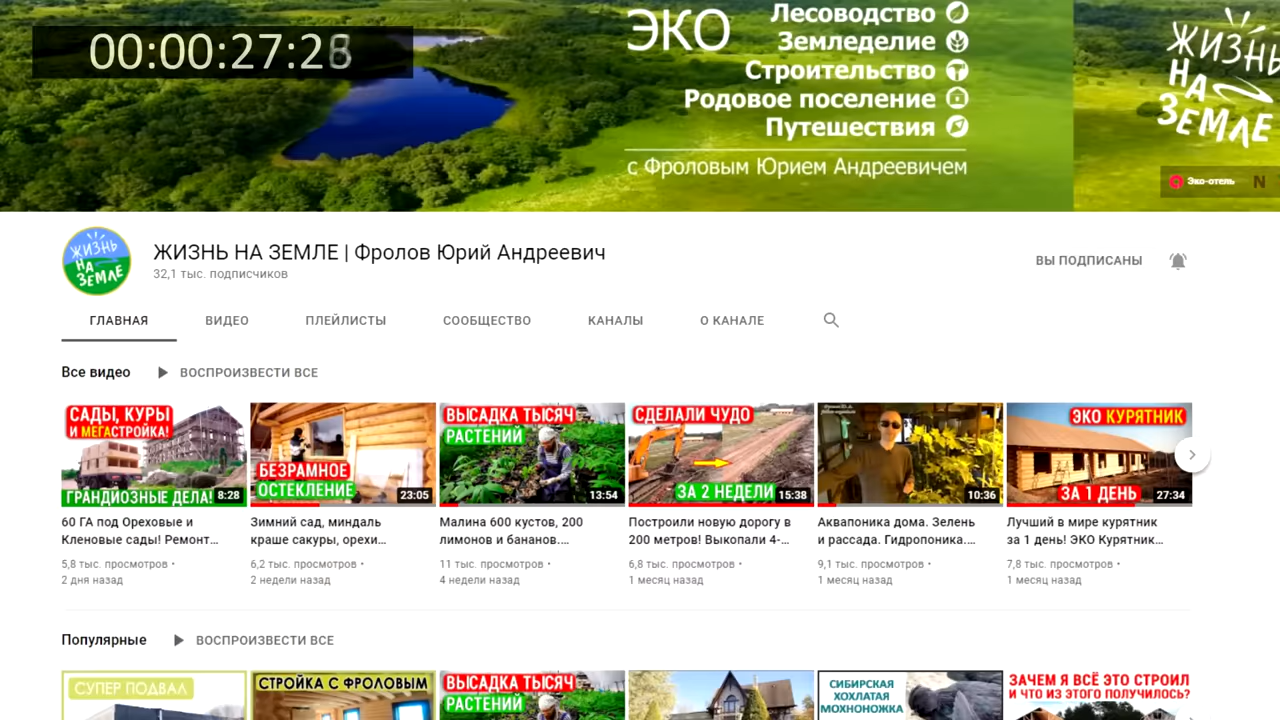 00:00:27:28
ЭКО
Лесоводство
Земледелие
Строительство
Родовое поселение
Путешествия
с Фроловым Юрием Андреевичем
ЖИЗНЬ
НА
ЗЕМЛЕ
Эко-отель
N
ЖИЗНЬ
НА
ЗЕМЛЕ
ЖИЗНЬ НА ЗЕМЛЕ | Фролов Юрий Андреевич
32,1 тыс. подписчиков
ВЫ ПОДПИСАНЫ
ГЛАВНАЯ
ВИДЕО
ПЛЕЙЛИСТЫ
СООБЩЕСТВО
КАНАЛЫ
О КАНАЛЕ
Все видео
ВОСПРОИЗВЕСТИ ВСЕ
САДЫ, КУРЫ
И МЕГАСТРОЙКА!
ГРАНДИОЗНЫЕ ДЕЛА!
8:28
60 ГА под Ореховые и
Кленовые сады! Ремонт...
5,8 тыс. просмотров •
2 дня назад
БЕЗРАМНОЕ
ОСТЕКЛЕНИЕ
23:05
Зимний сад, миндаль
краше сакуры, орехи...
6,2 тыс. просмотров •
2 недели назад
ВЫСАДКА ТЫСЯЧ
РАСТЕНИЙ
13:54
Малина 600 кустов, 200
лимонов и бананов....
11 тыс. просмотров •
4 недели назад
СДЕЛАЛИ ЧУДО
ЗА 2 НЕДЕЛИ
15:38
Построили новую дорогу в
200 метров! Выкопали 4-...
6,8 тыс. просмотров •
1 месяц назад
10:36
Аквапоника дома. Зелень
и рассада. Гидропоника....
9,1 тыс. просмотров •
1 месяц назад
ЭКО КУРЯТНИК
ЗА 1 ДЕНЬ
27:34
Лучший в мире курятник
за 1 день! ЭКО Курятник...
7,8 тыс. просмотров •
1 месяц назад
Популярные
ВОСПРОИЗВЕСТИ ВСЕ
СУПЕР ПОДВАЛ
СТРОЙКА С ФРОЛОВЫМ
ВЫСАДКА ТЫСЯЧ
РАСТЕНИЙ
СИБИРСКАЯ
ХОХЛАТАЯ
МОХНОНОЖКА
ЗАЧЕМ Я ВСЁ ЭТО СТРОИЛ
И ЧТО ИЗ ЭТОГО ПОЛУЧИЛОСЬ?